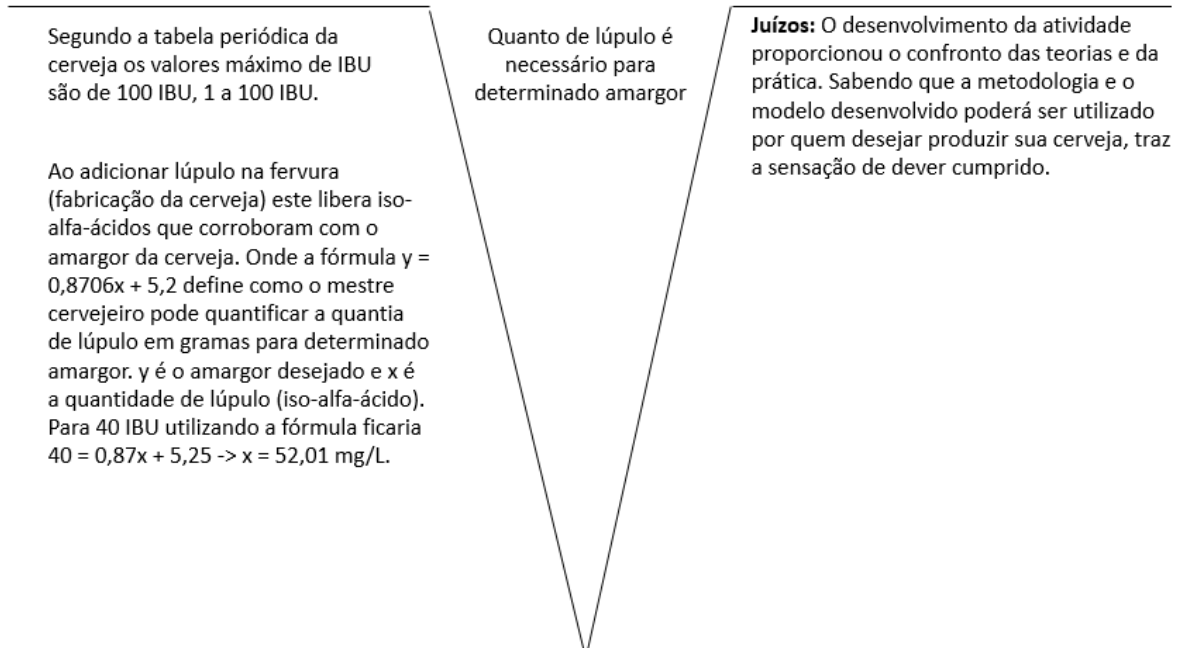 Segundo a tabela periódica da
cerveja os valores máximo de IBU
são de 100 IBU, 1 a 100 IBU.
Ao adicionar lúpulo na fervura
(fabricação da cerveja) este libera iso-
alfa-ácidos que corroboram com o
amargor da cerveja. Onde a fórmula y =
0,8706x + 5,2 define como o mestre
cervejeiro pode quantificar a quantia
de lúpulo em gramas para determinado
amargor. y é o amargor desejado e x é
a quantidade de lúpulo (iso-alfa-ácido).
Para 40 IBU utilizando a fórmula ficaria
40 = 0,87x + 5,25 -> x = 52,01 mg/L.
Quanto de lúpulo é
necessário para
determinado amargor
Juízos: O desenvolvimento da atividade
proporcionou o confronto das teorias e da
prática. Sabendo que a metodologia e o
modelo desenvolvido poderá ser utilizado
por quem desejar produzir sua cerveja, traz
a sensação de dever cumprido.